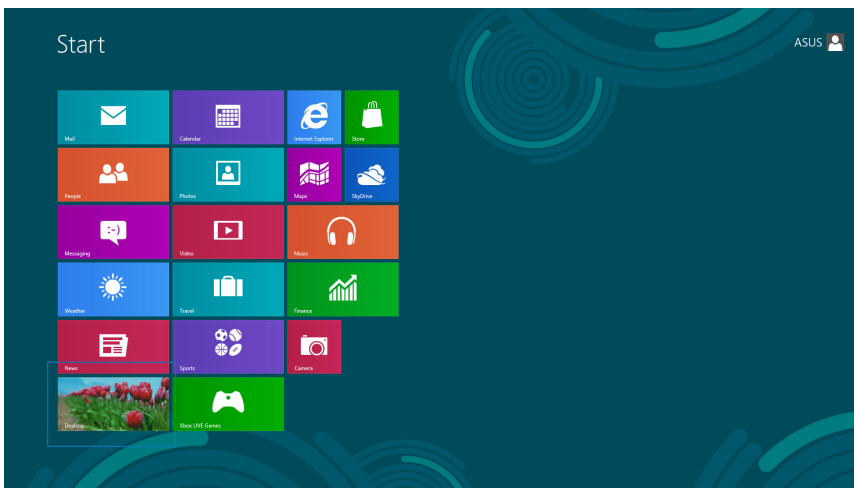 Start
ASUS
Mail
Calendar
Internet Explorer
Store
People
Photos
Maps
SkyDrive
:-)
Messaging
Video
Music
Weather
Travel
Finance
News
Sports
Camera
Desktop
Xbox LIVE Games